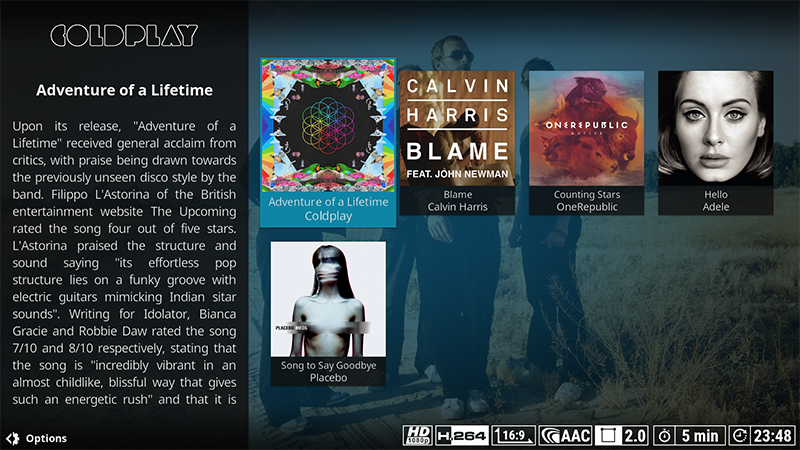 COLDPLAY
Adventure of a Lifetime
Upon its release, "Adventure of a
Lifetime" received general acclaim from
critics, with praise being drawn towards
the previously unseen disco style by the
band. Filippo L'Astorina of the British
entertainment website The Upcoming
rated the song four out of five stars.
L'Astorina praised the structure and
sound saying "its effortless pop
structure lies on a funky groove with
electric guitars mimicking Indian sitar
sounds". Writing for Idolator, Bianca
Gracie and Robbie Daw rated the song
7/10 and 8/10 respectively, stating that
the song is "incredibly vibrant in an
almost childlike, blissful way that gives
such an energetic rush" and that it is
Options
Adventure of a Lifetime
Coldplay
CALVIN
HARRIS
BLAME
FEAT. JOHN NEWMAN
Blame
Calvin Harris
ONEREPUBLIC
NATIVE
Counting Stars
OneRepublic
Hello
Adele
PLACEBO MEDS
Song to Say Goodbye
Placebo
HD 1080p H.264 16:9 AAC 2.0 5 min 23:48